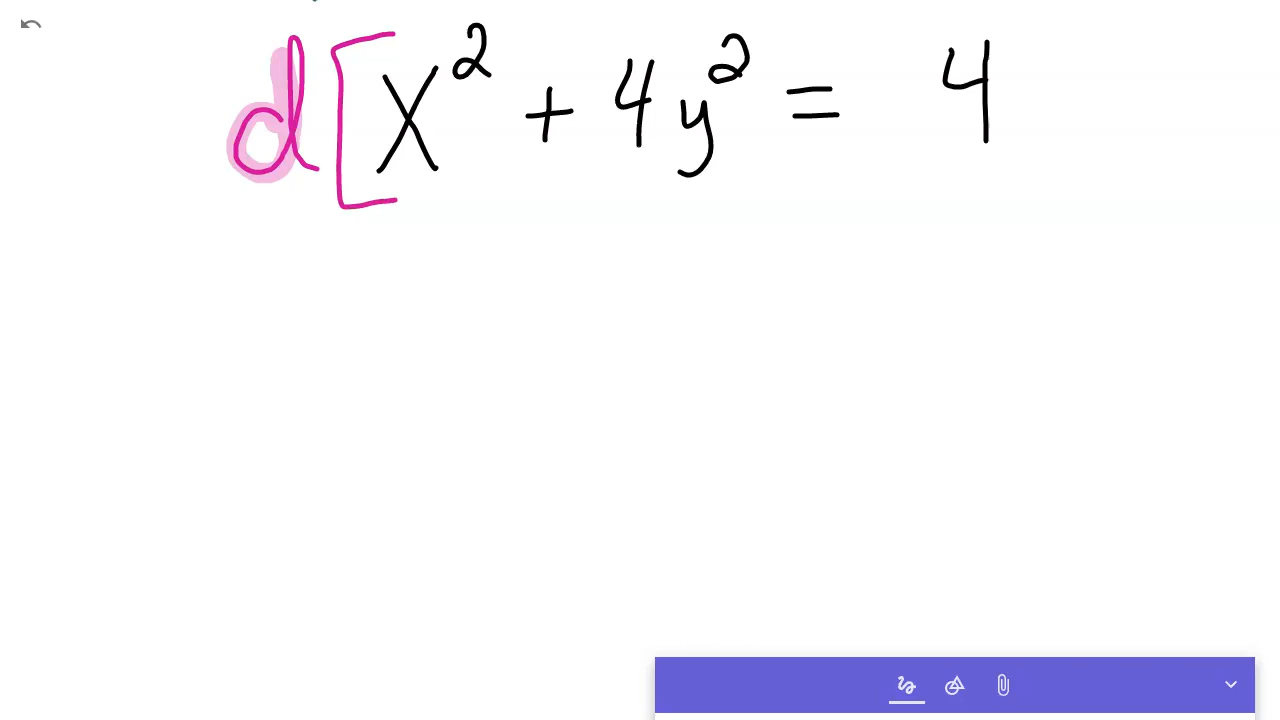 d[x² + 4y² = 4